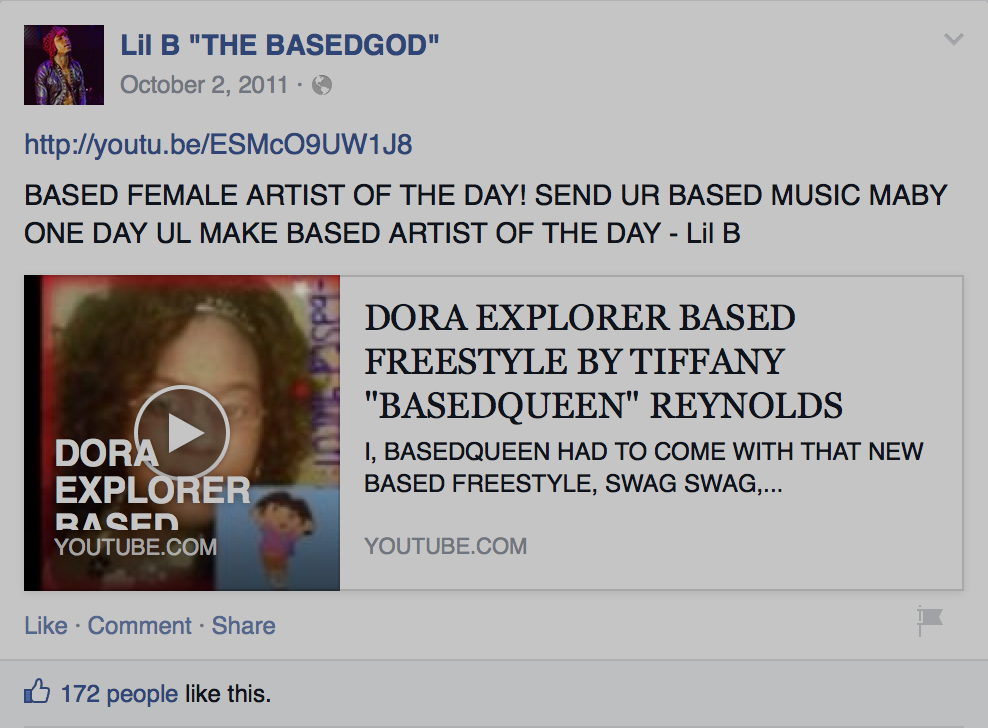 Lil B "THE BASEDGOD"
October 2, 2011 ·
http://youtu.be/ESMcO9UW1J8
BASED FEMALE ARTIST OF THE DAY! SEND UR BASED MUSIC MABY
ONE DAY UL MAKE BASED ARTIST OF THE DAY - Lil B
DORA
EXPLORER
BASED
YOUTUBE.COM
DORA EXPLORER BASED
FREESTYLE BY TIFFANY
"BASEDQUEEN" REYNOLDS
I, BASEDQUEEN HAD TO COME WITH THAT NEW
BASED FREESTYLE, SWAG SWAG,...
YOUTUBE.COM
Like · Comment · Share
172 people like this.